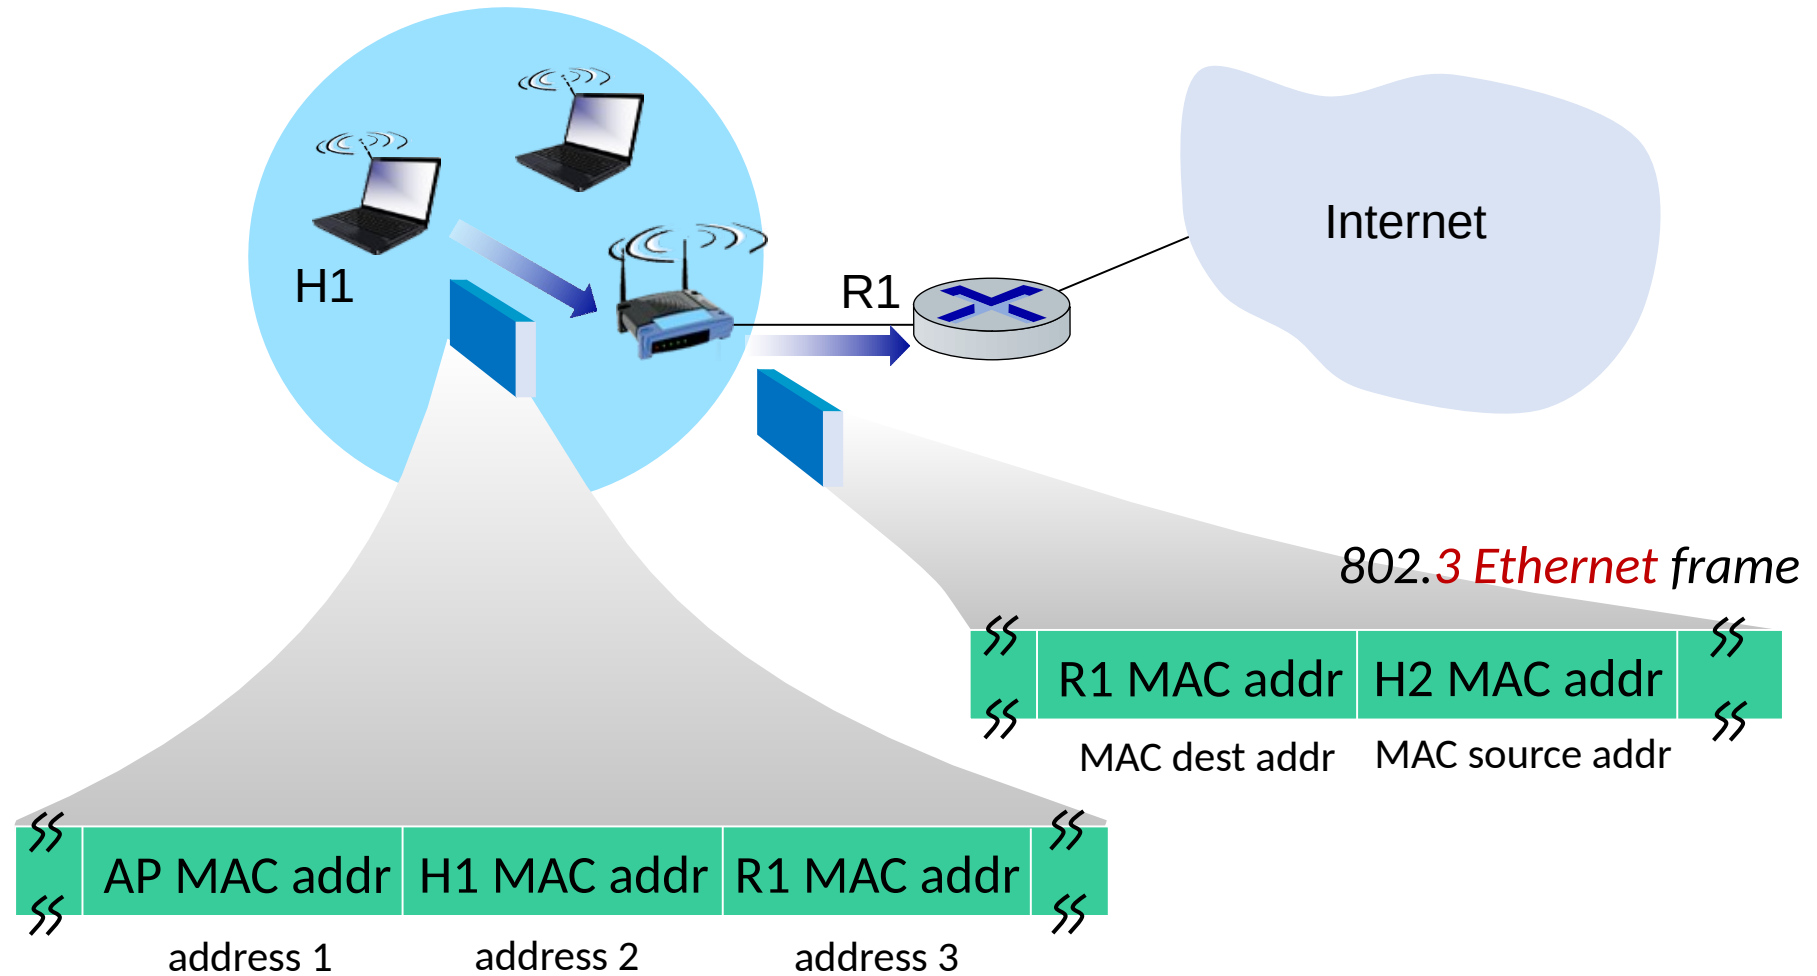 H1
R1
Internet
802.3 Ethernet frame
R1 MAC addr
H2 MAC addr
MAC dest addr
MAC source addr
AP MAC addr
H1 MAC addr
R1 MAC addr
address 1
address 2
address 3